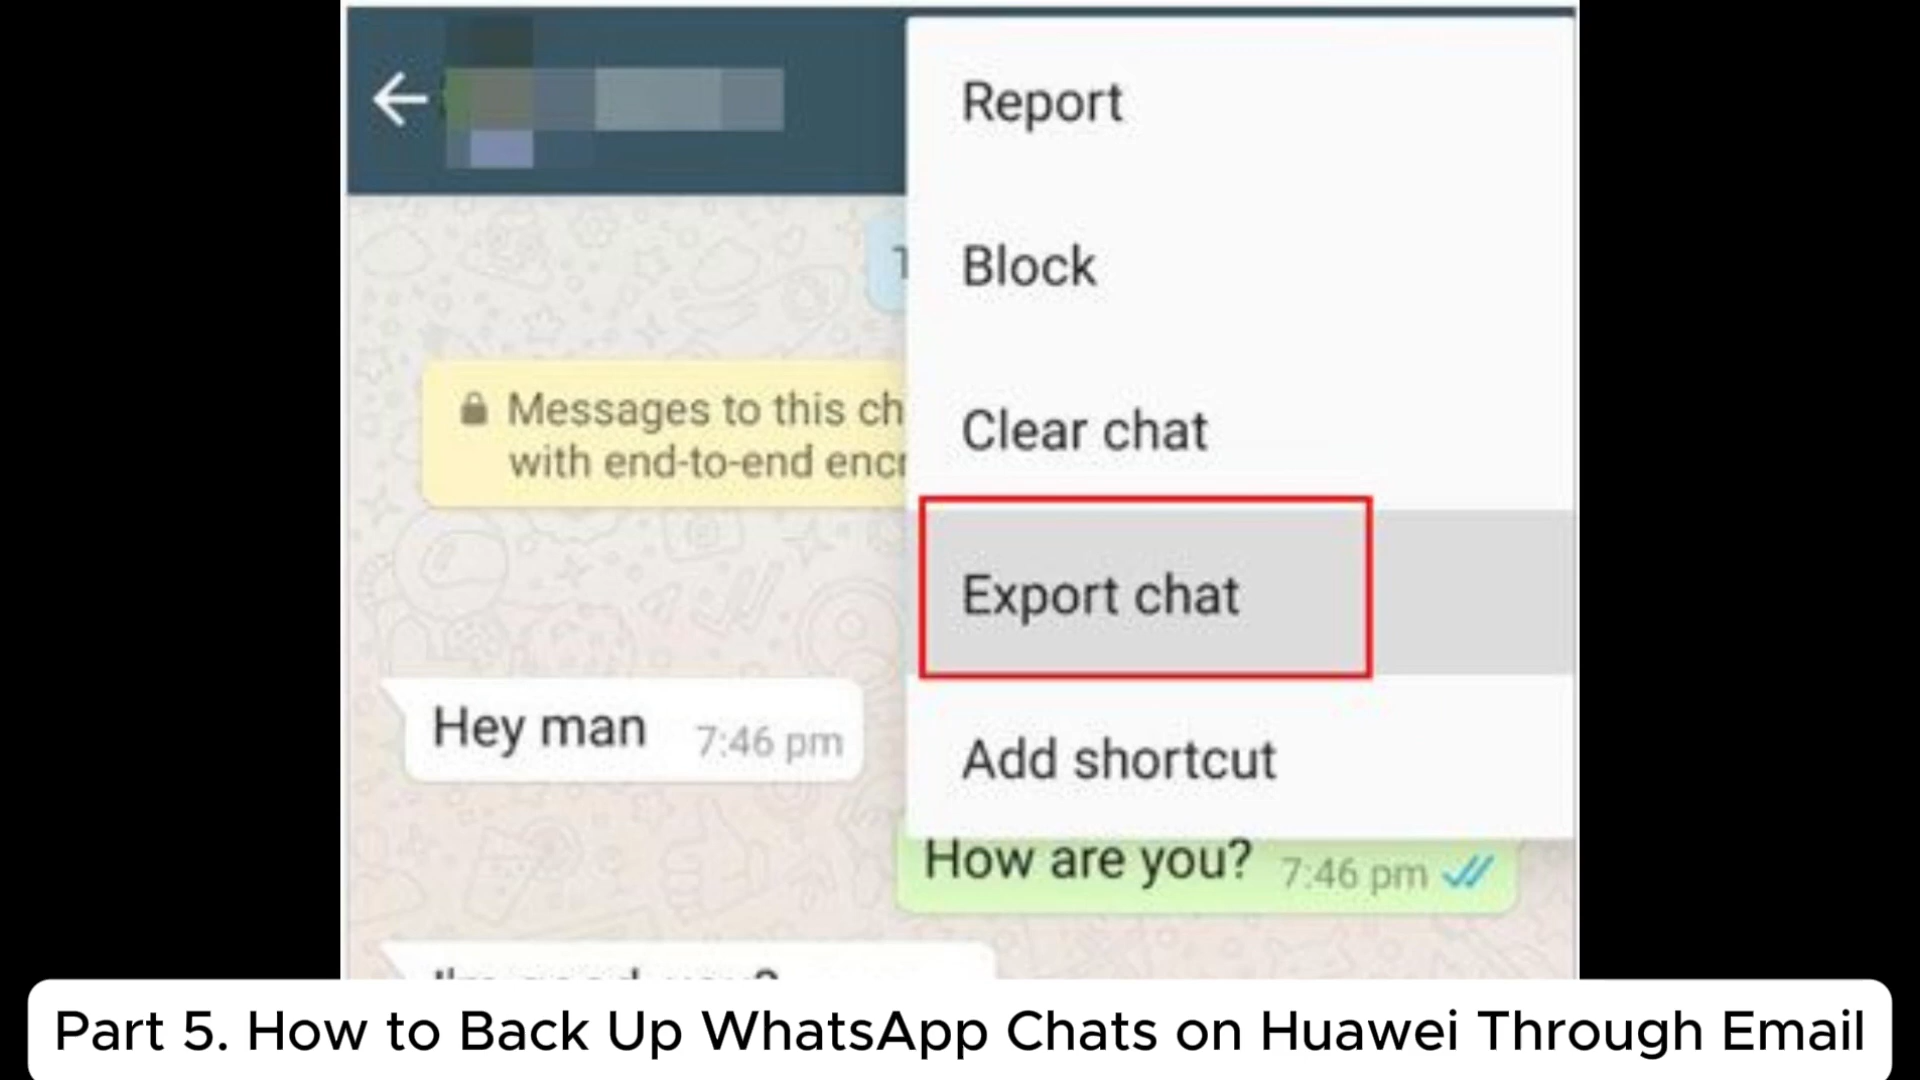 Report
Block
Clear chat
Export chat
Add shortcut
Messages to this ch
with end-to-end encr
Hey man 7:46 pm
How are you? 7:46 pm
Part 5. How to Back Up WhatsApp Chats on Huawei Through Email